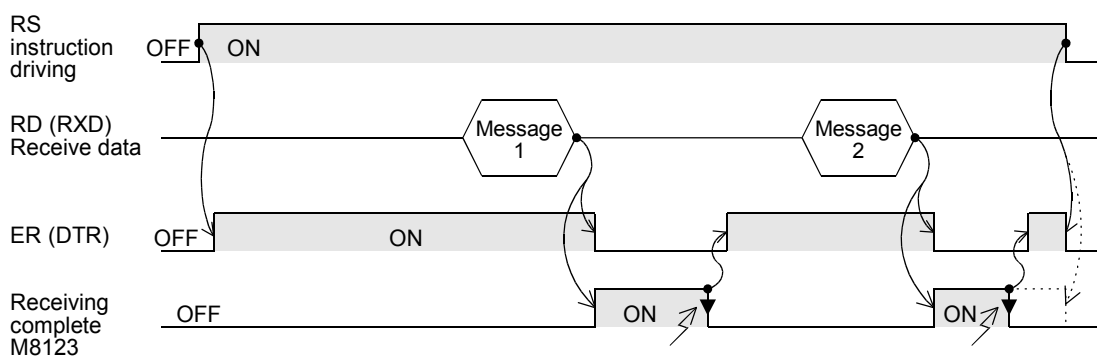 RS
instruction
driving
OFF
ON
RD (RXD)
Receive data
Message
1
Message
2
ER (DTR)
OFF
ON
Receiving
complete
M8123
OFF
ON
ON